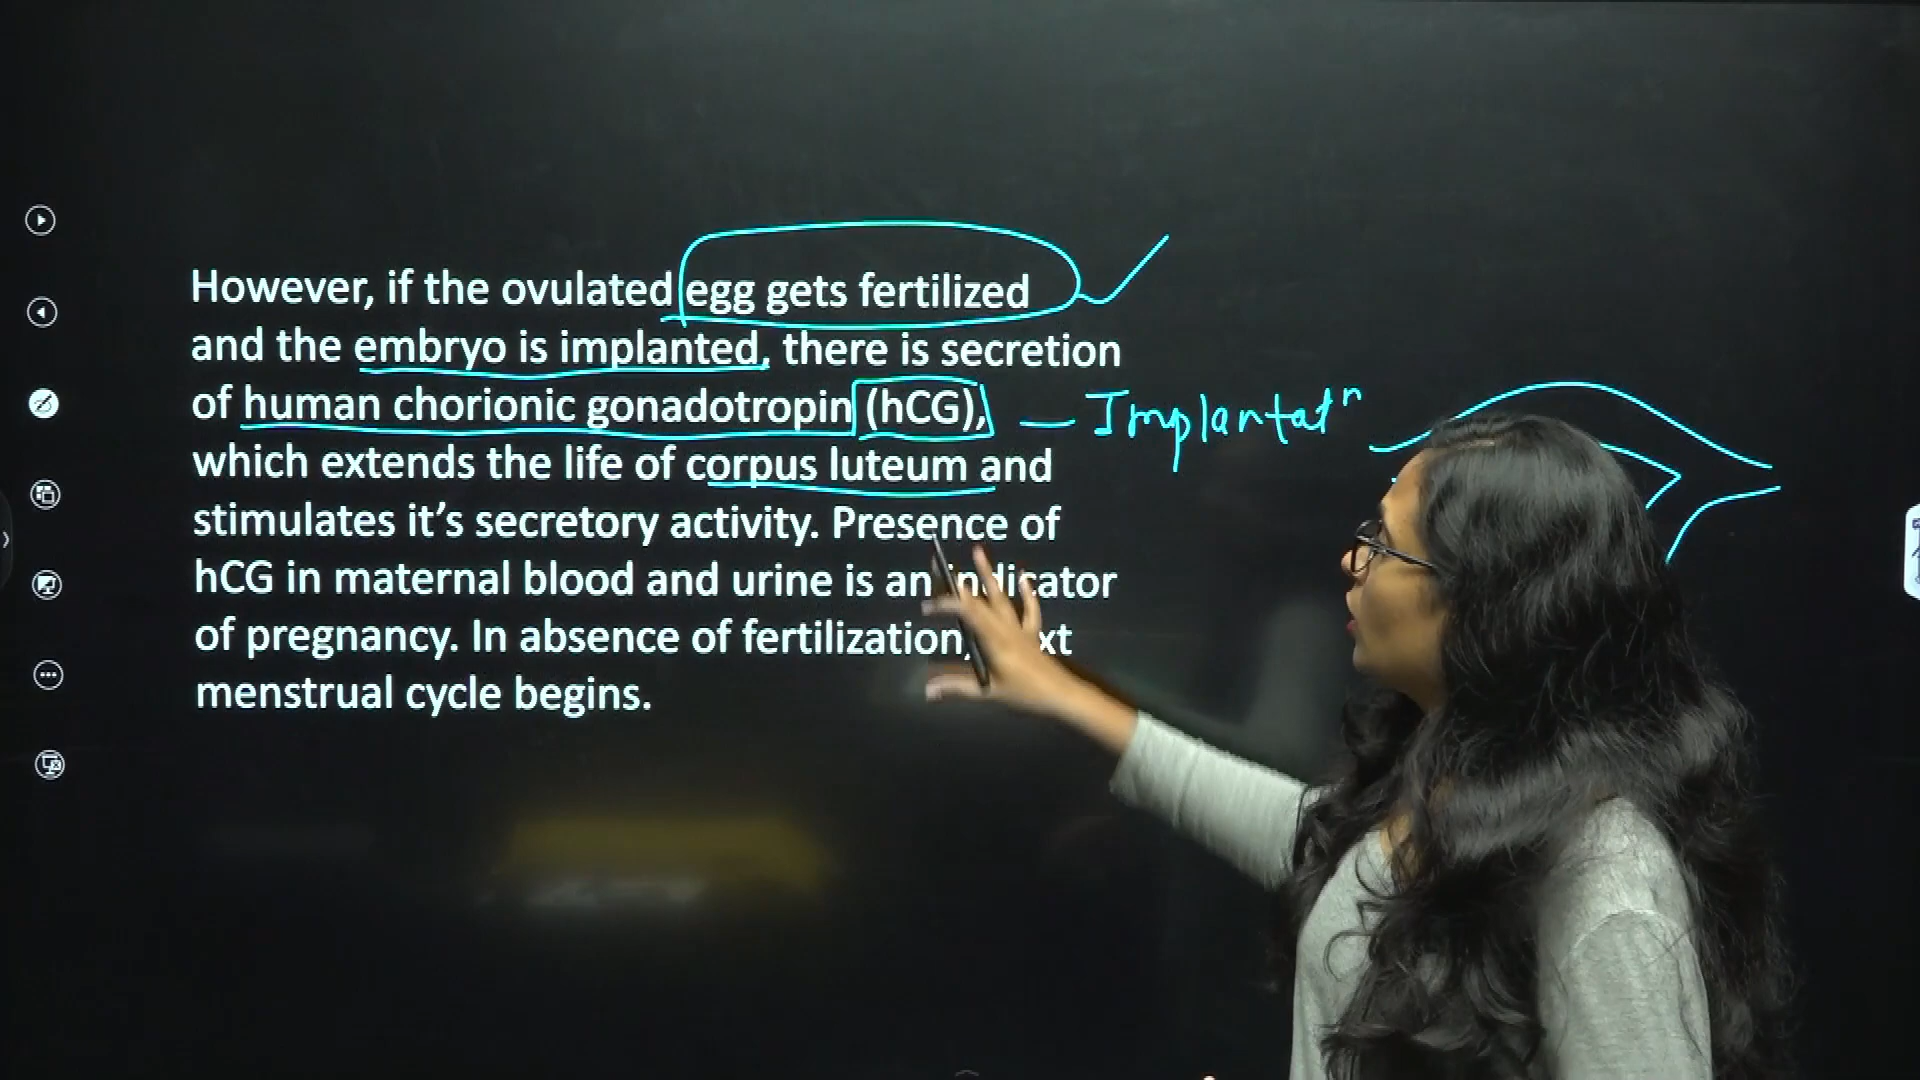 However, if the ovulated egg gets fertilized
and the embryo is implanted, there is secretion
of human chorionic gonadotropin (hCG), — Implantatⁿ
which extends the life of corpus luteum and
stimulates it’s secretory activity. Presence of
hCG in maternal blood and urine is an indicator
of pregnancy. In absence of fertilization,
menstrual cycle begins.